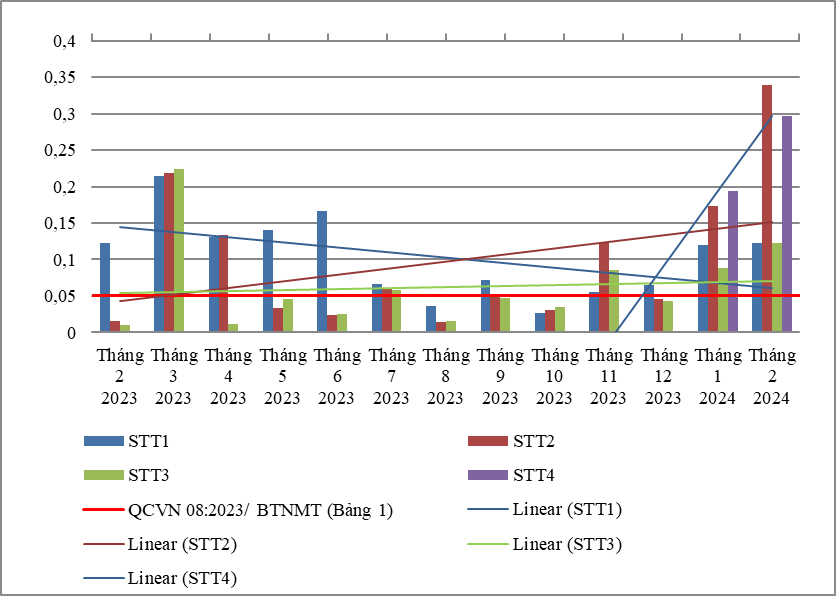 0,4
0,35
0,3
0,25
0,2
0,15
0,1
0,05
0
Tháng Tháng Tháng Tháng Tháng Tháng Tháng Tháng Tháng Tháng Tháng Tháng Tháng
2 3 4 5 6 7 8 9 10 11 12 1 2
2023 2023 2023 2023 2023 2023 2023 2023 2023 2023 2023 2024 2024
STT1 STT2
STT3 STT4
QCVN 08:2023/ BTNMT (Bảng 1) Linear (STT1)
Linear (STT2) Linear (STT3)
Linear (STT4)